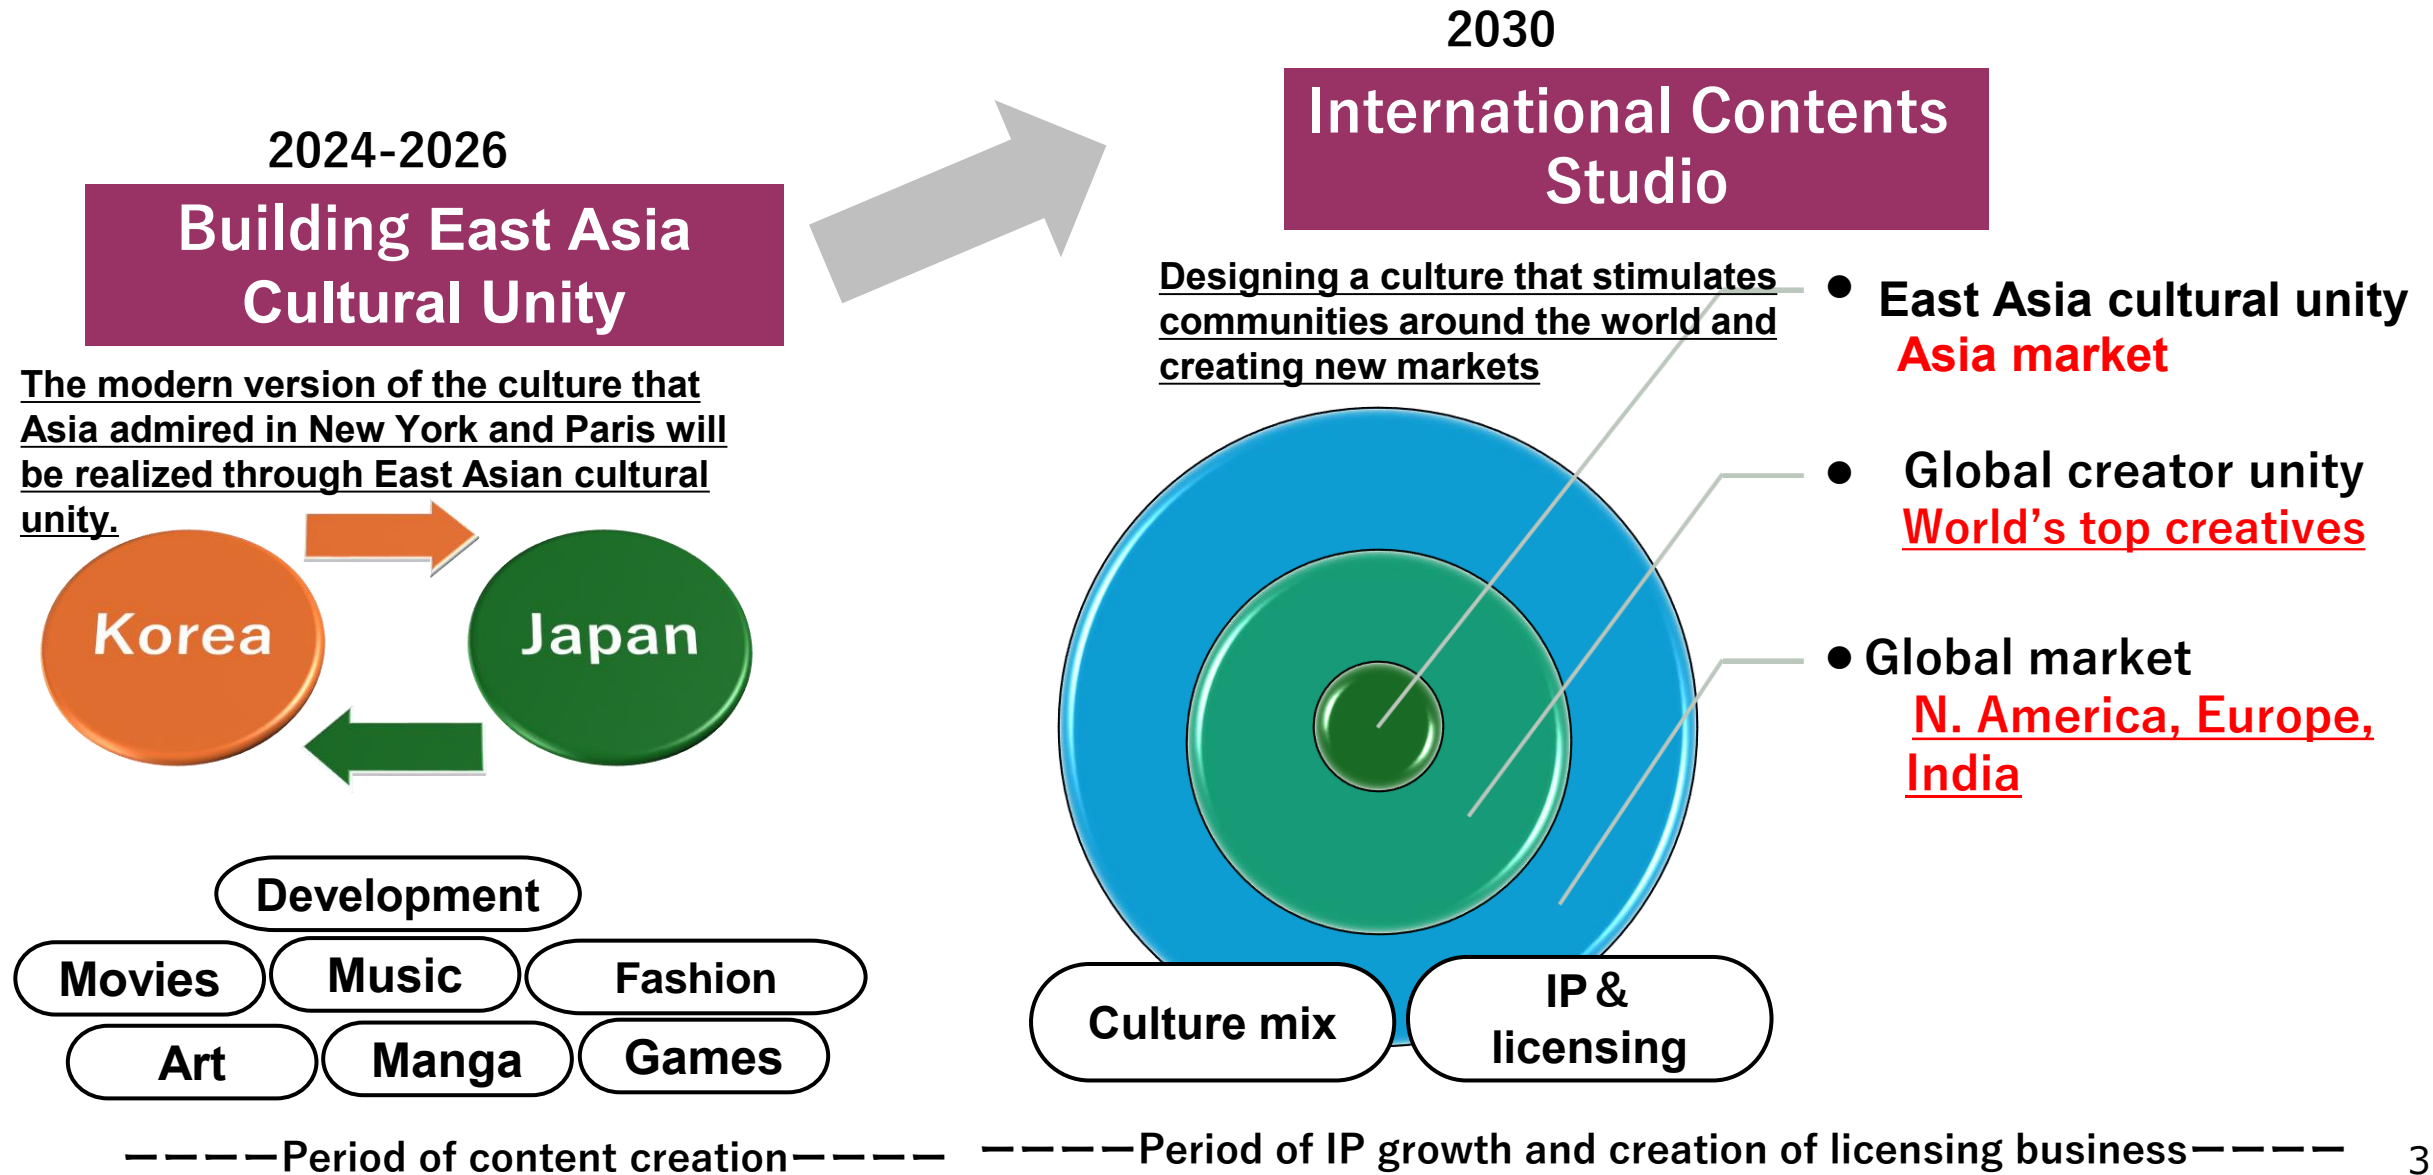 2024-2026
Building East Asia
Cultural Unity
The modern version of the culture that
Asia admired in New York and Paris will
be realized through East Asian cultural
unity.
Korea
Japan
Development
Movies
Music
Fashion
Art
Manga
Games
----Period of content creation----
2030
International Contents
Studio
Designing a culture that stimulates
communities around the world and
creating new markets
● East Asia cultural unity
Asia market
● Global creator unity
World’s top creatives
● Global market
N. America, Europe,
India
Culture mix
IP &
licensing
----Period of IP growth and creation of licensing business----
3